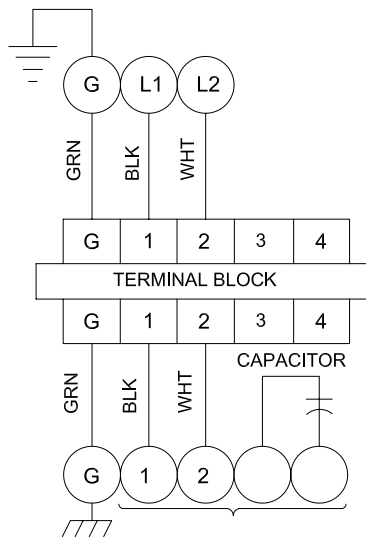 G L1 L2
GRN BLK WHT
G 1 2 3 4
TERMINAL BLOCK
G 1 2 3 4
CAPACITOR
GRN BLK WHT
G 1 2